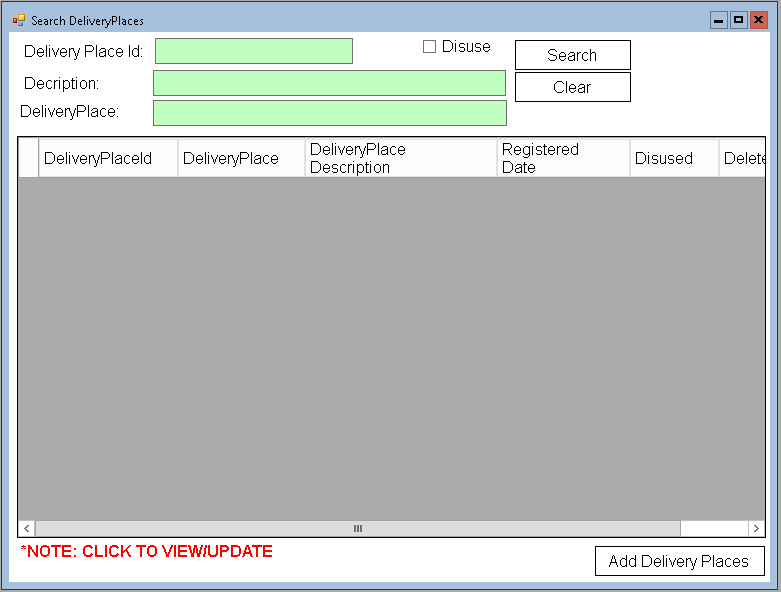 Search DeliveryPlaces
Delivery Place Id:
Disuse
Search
Decription:
Clear
DeliveryPlace:
DeliveryPlaceId
DeliveryPlace
DeliveryPlace
Description
Registered
Date
Disused
Delete
*NOTE: CLICK TO VIEW/UPDATE
Add Delivery Places